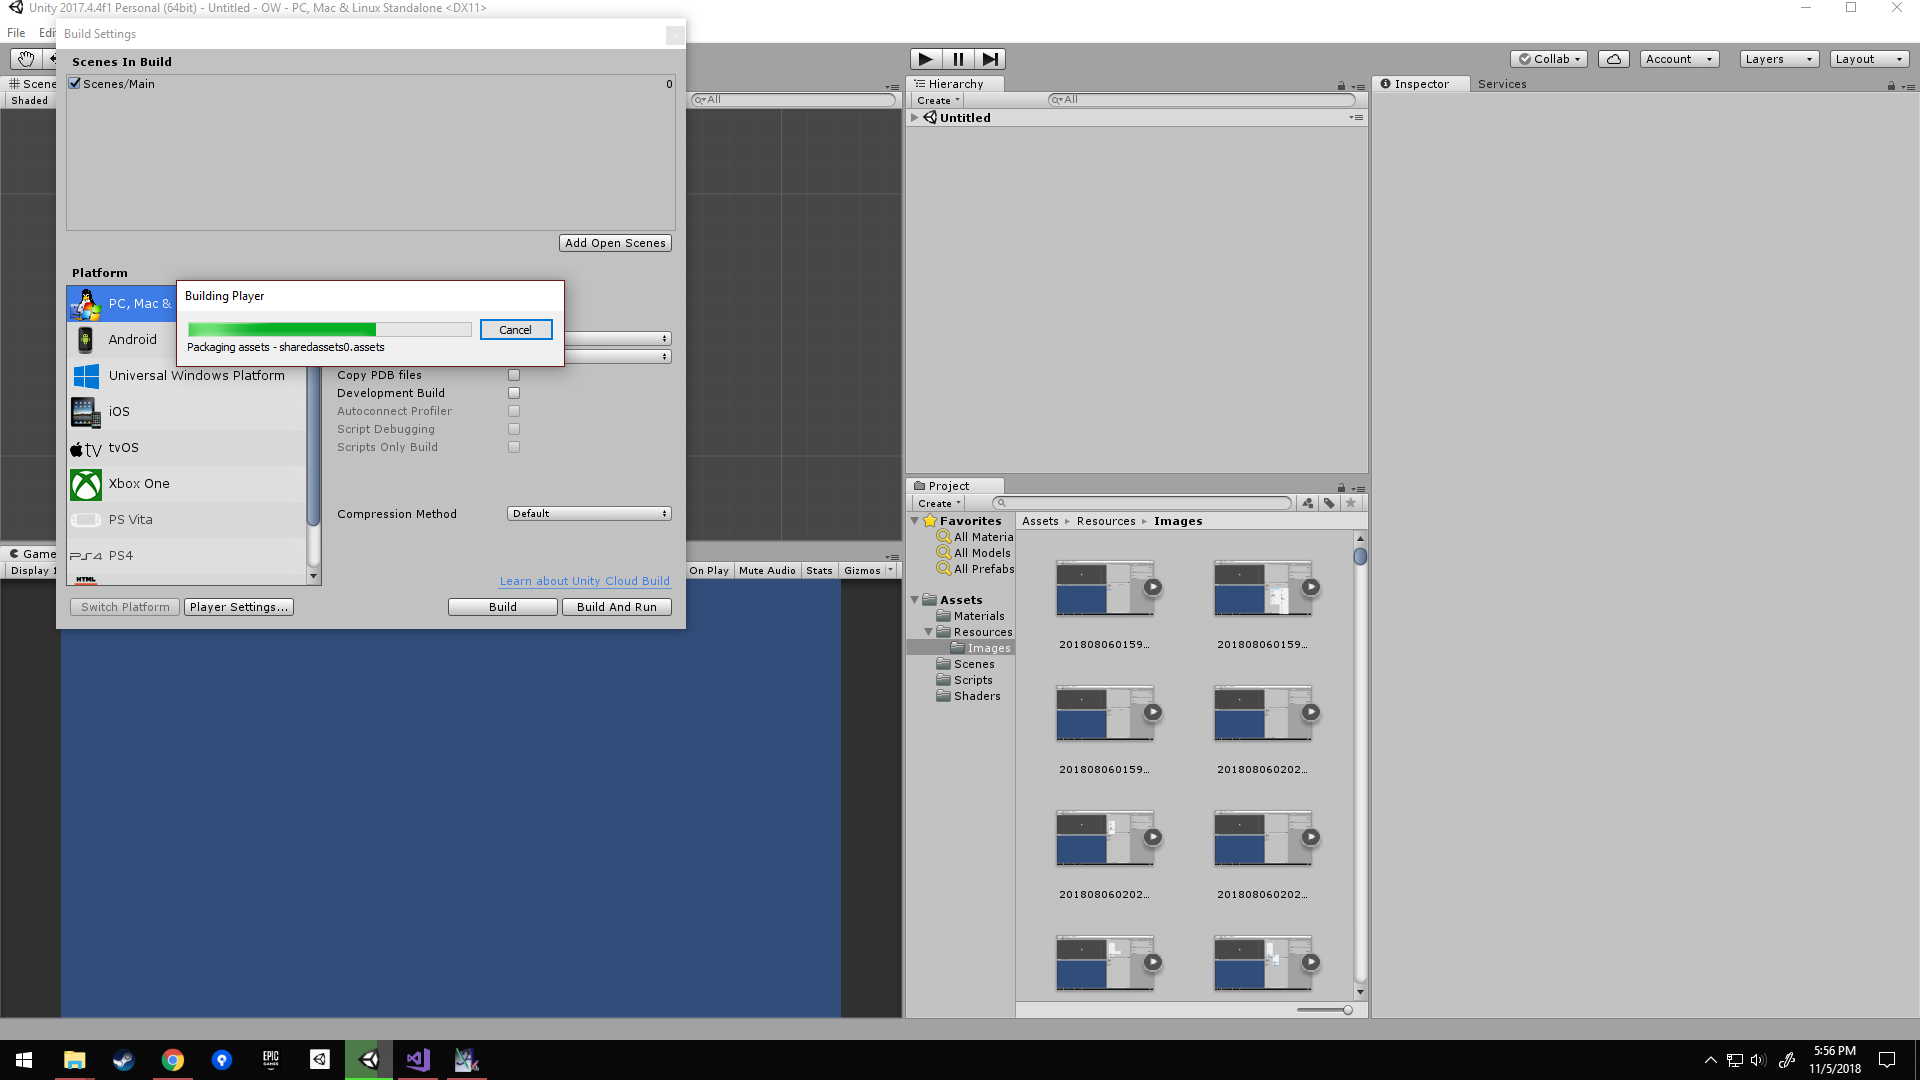 Unity 2017.4.4f1 Personal (64bit) - Untitled - OW - PC, Mac & Linux Standalone <DX11>
File Edi
Build Settings
Scenes In Build
Scenes/Main 0
Add Open Scenes
Platform
PC, Mac &
Android
Universal Windows Platform
iOS
tv tvOS
Xbox One
PS Vita
PS4 PS4
HTML
Building Player
Cancel
Packaging assets - sharedassets0.assets
Copy PDB files
Development Build
Autoconnect Profiler
Script Debugging
Scripts Only Build
Compression Method Default
Learn about Unity Cloud Build
Switch Platform Player Settings... Build Build And Run
Scene
Shaded
All
Game
Display 1
On Play Mute Audio Stats Gizmos
Collab Account Layers Layout
Hierarchy
Create All
Untitled
Inspector Services
Project
Create
Favorites
All Materia
All Models
All Prefabs
Assets
Materials
Resources
Images
Scenes
Scripts
Shaders
Assets Resources Images
201808060159... 201808060159...
201808060159... 201808060202...
201808060202... 201808060202...
EPIC GAMES
5:56 PM
11/5/2018